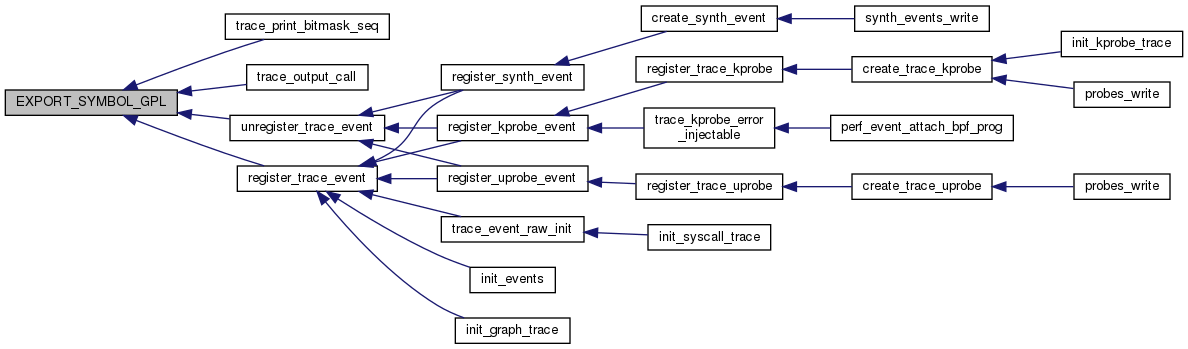 EXPORT_SYMBOL_GPL
trace_print_bitmask_seq
trace_output_call
unregister_trace_event
register_trace_event
register_synth_event
register_kprobe_event
register_uprobe_event
trace_event_raw_init
init_events
init_graph_trace
create_synth_event
register_trace_kprobe
trace_kprobe_error
_injectable
register_trace_uprobe
init_syscall_trace
synth_events_write
create_trace_kprobe
perf_event_attach_bpf_prog
create_trace_uprobe
init_kprobe_trace
probes_write
probes_write